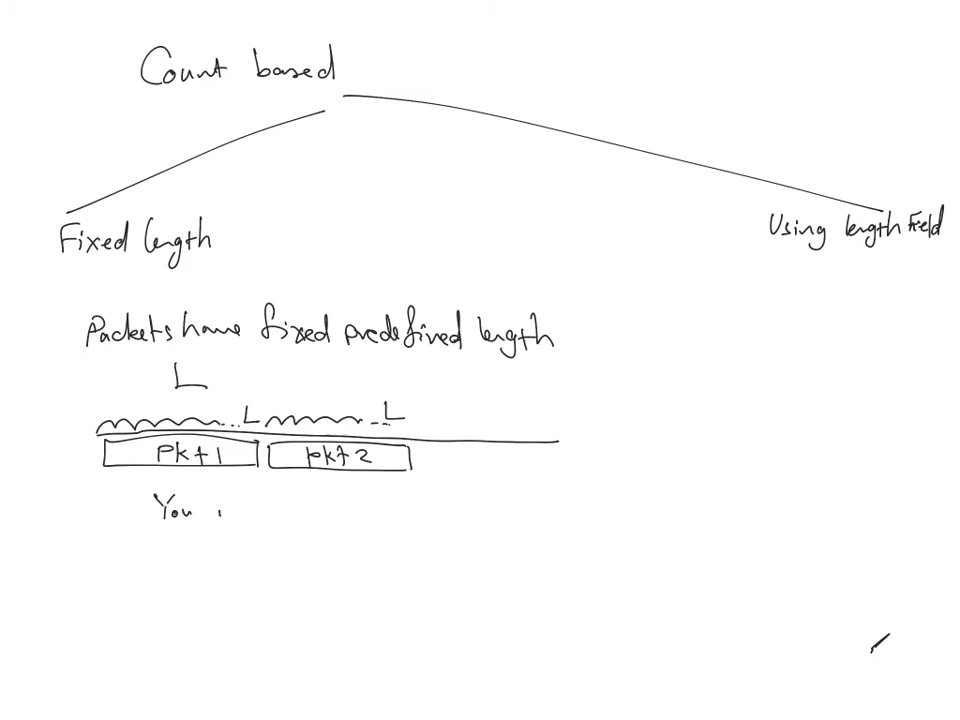 Count based
Fixed length
Using length Field
Packets have fixed predefined length
L
... L ... L
Pkt 1 pkt 2
You